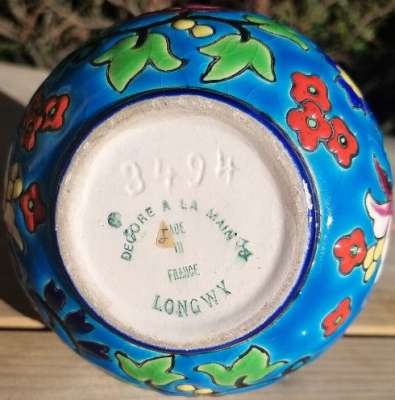 3494
DECORE A LA MAIN
FRANCE
LONGWY